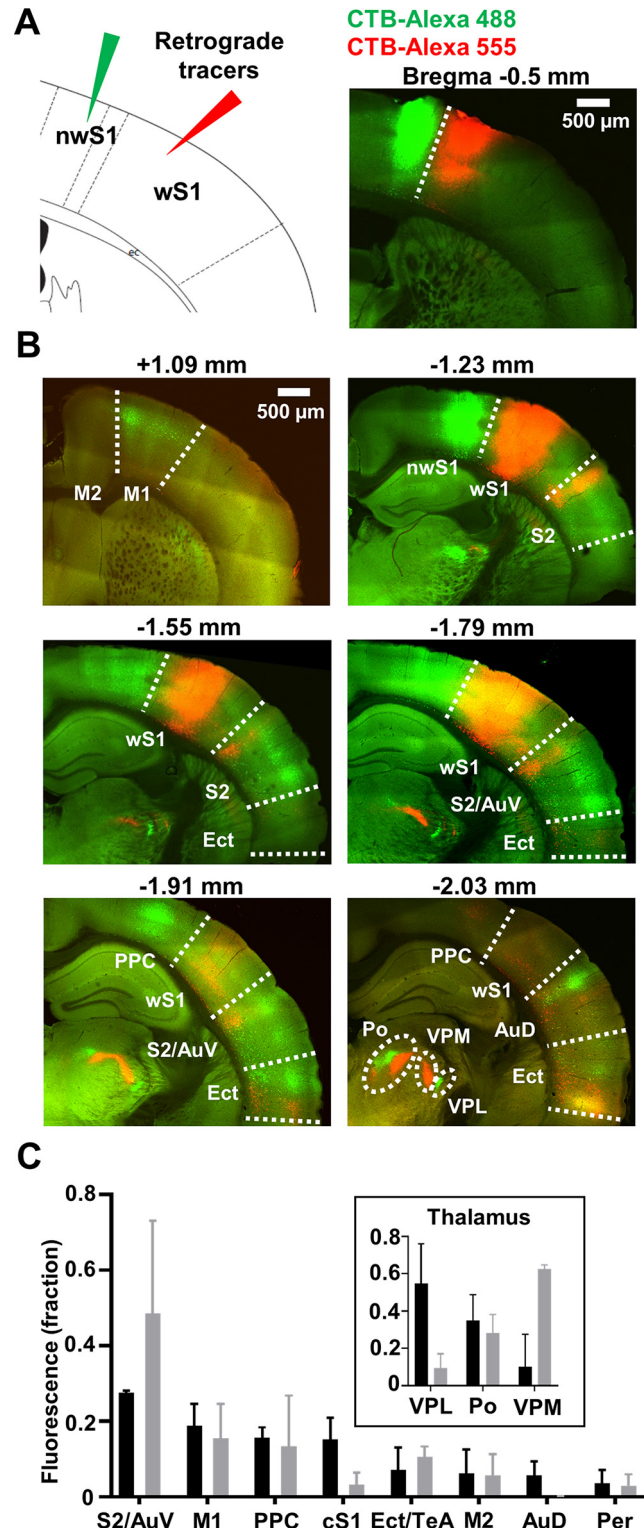 A
Retrograde
tracers
nwS1
wS1
ec
CTB-Alexa 488
CTB-Alexa 555
Bregma -0.5 mm
500 µm
B
+1.09 mm
500 µm
M2
M1
-1.23 mm
nwS1
wS1
S2
-1.55 mm
wS1
S2
Ect
-1.79 mm
wS1
S2/AuV
Ect
-1.91 mm
PPC
wS1
S2/AuV
Ect
-2.03 mm
PPC
wS1
Po
VPM
AuD
Ect
VPL
C
Fluorescence (fraction)
0.8
0.6
0.4
0.2
0
Thalamus
0.8
0.6
0.4
0.2
0
VPL Po VPM
S2/AuV M1 PPC cS1 Ect/TeA M2 AuD Per